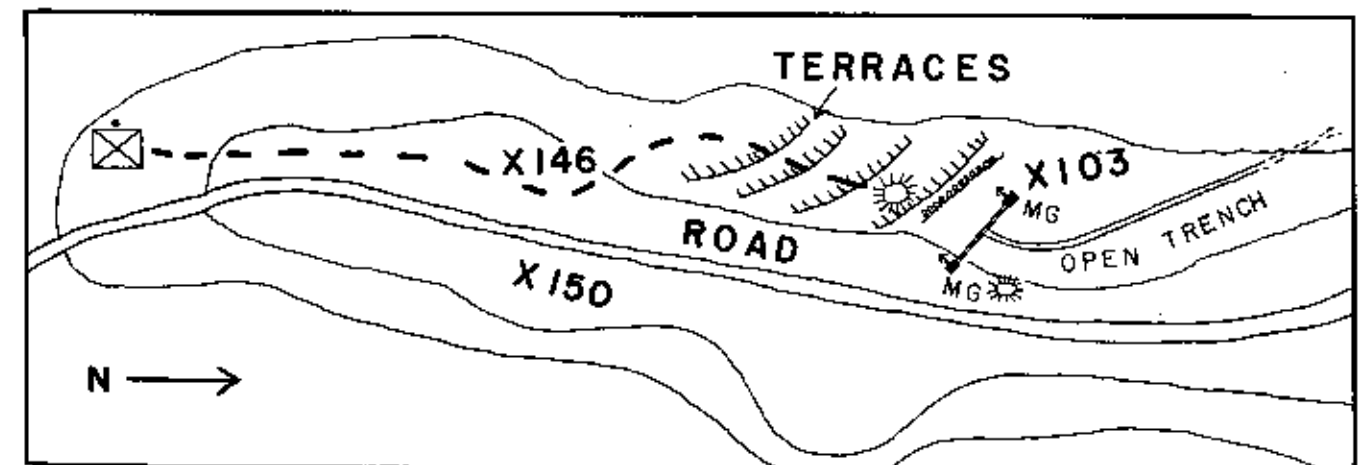 TERRACES
X146
X103
MG
ROAD
OPEN TRENCH
X150
MG
N